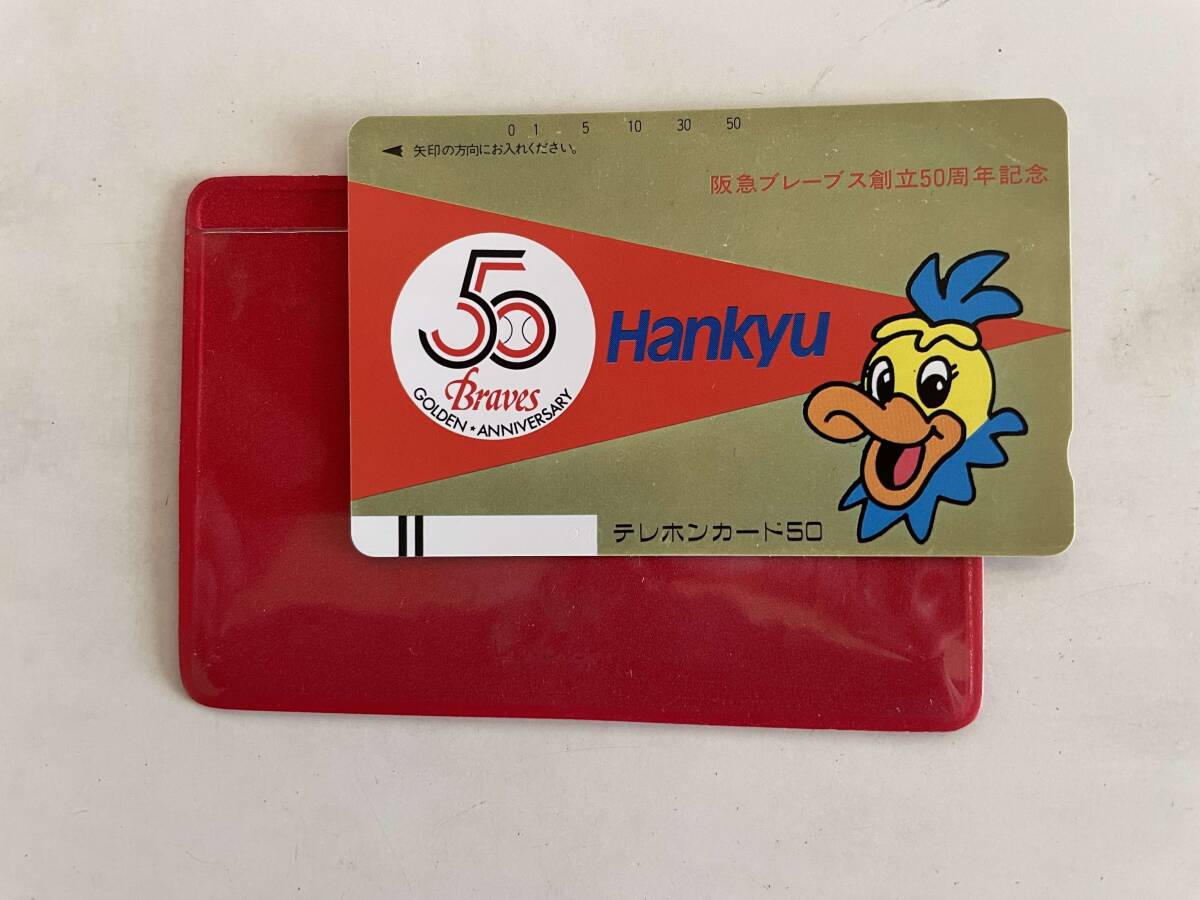 0 1 5 10 30 50
矢印の方向にお入れください。
阪急ブレーブス創立50周年記念
50
Braves
GOLDEN★ANNIVERSARY
Hankyu
テレホンカード50